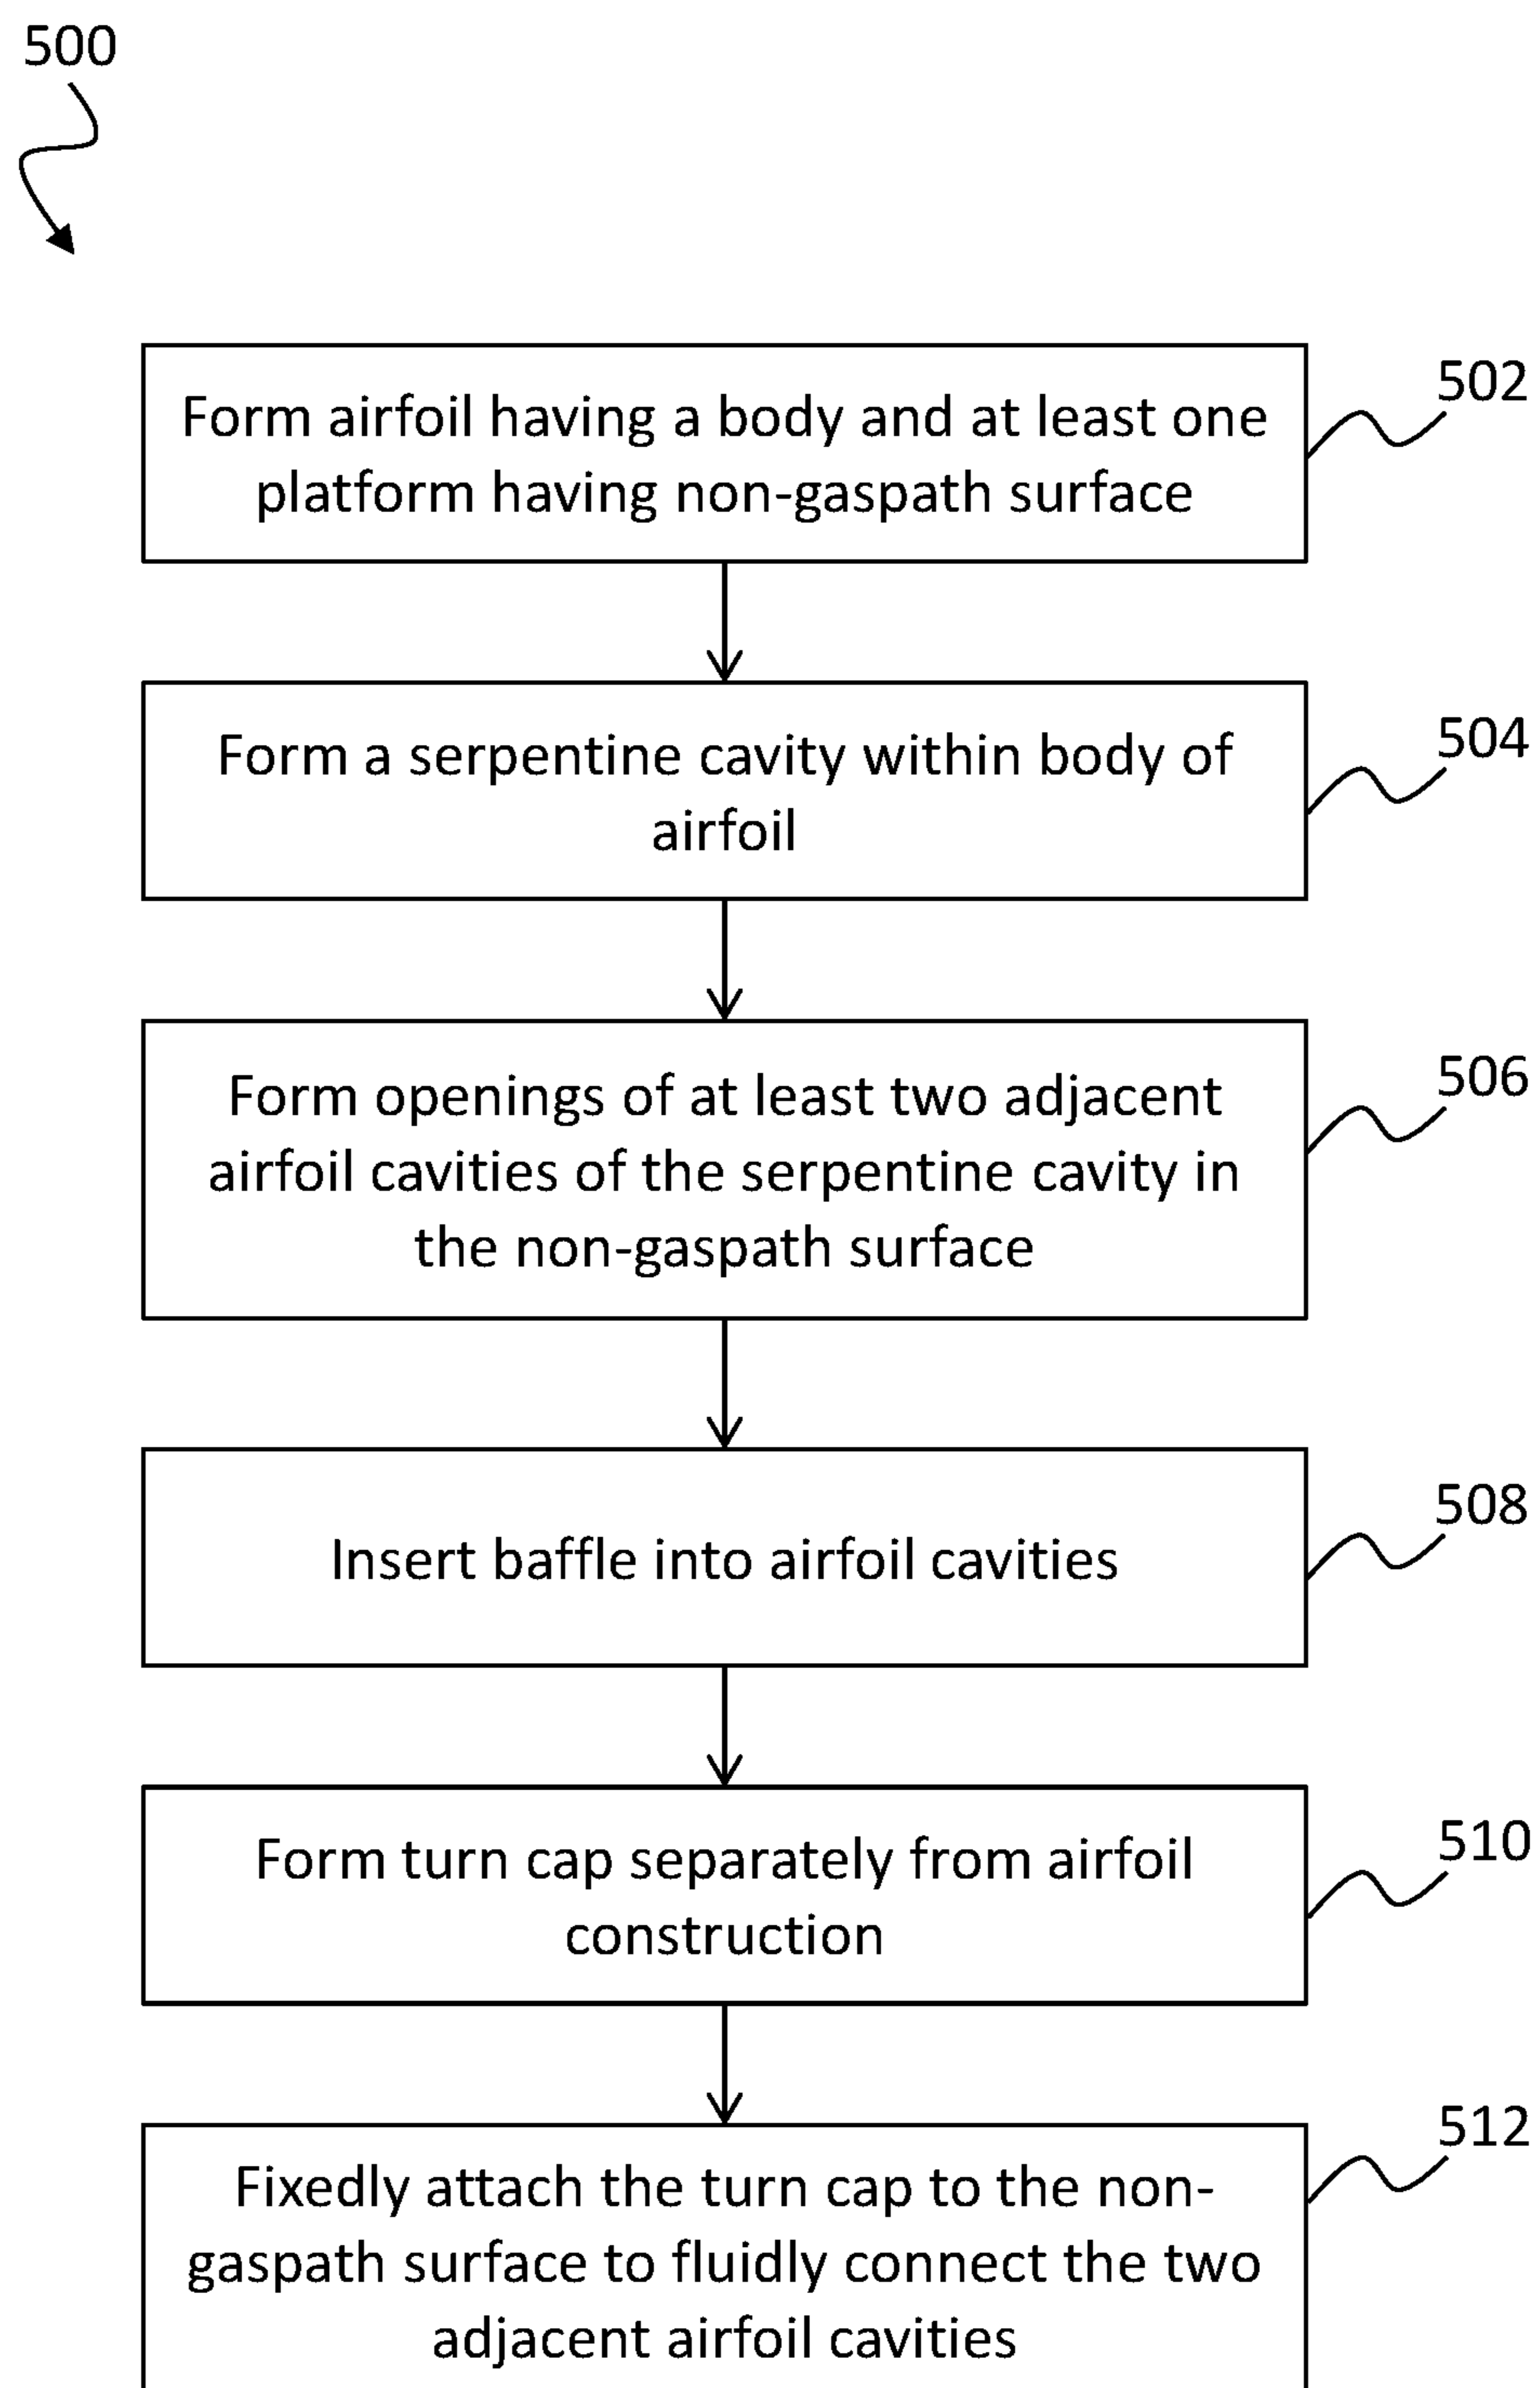 500
Form airfoil having a body and at least one
platform having non-gaspath surface
502
Form a serpentine cavity within body of
airfoil
504
Form openings of at least two adjacent
airfoil cavities of the serpentine cavity in
the non-gaspath surface
506
Insert baffle into airfoil cavities
508
Form turn cap separately from airfoil
construction
510
Fixedly attach the turn cap to the non-
gaspath surface to fluidly connect the two
adjacent airfoil cavities
512